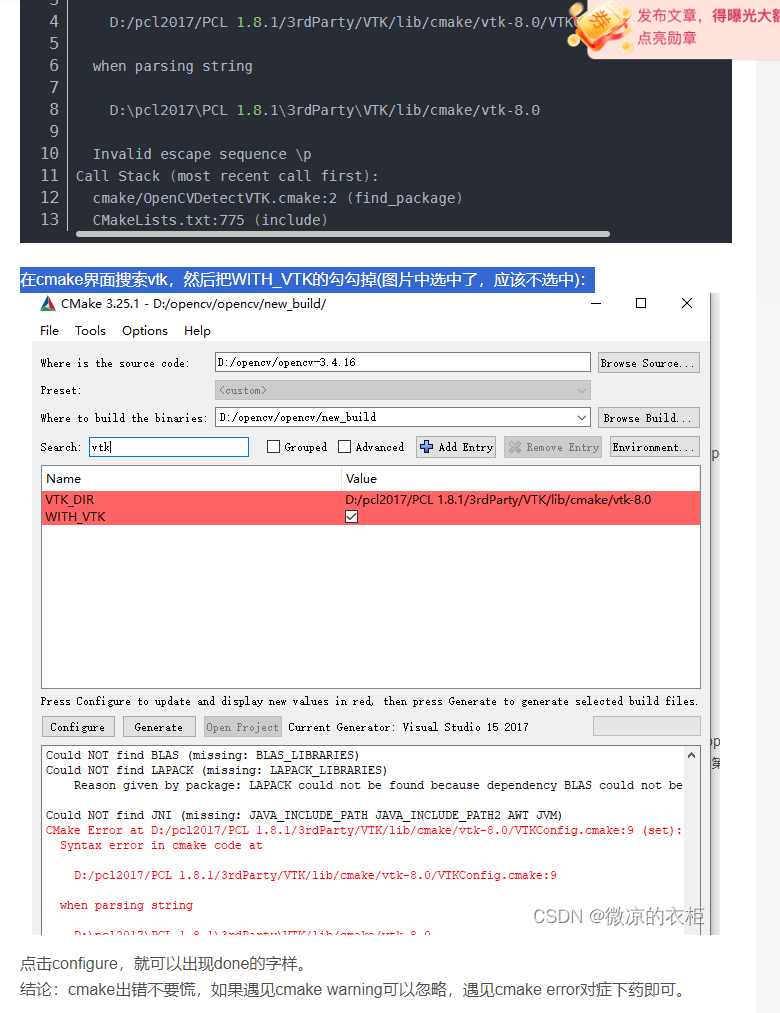 发布文章，得曝光大额
点亮勋章
4 D:/pcl2017/PCL 1.8.1/3rdParty/VTK/lib/cmake/vtk-8.0/VTK
5
6 when parsing string
7
8 D:\pcl2017\PCL 1.8.1\3rdParty\VTK/lib/cmake/vtk-8.0
9
10 Invalid escape sequence \p
11 Call Stack (most recent call first):
12 cmake/OpenCVDetectVTK.cmake:2 (find_package)
13 CMakeLists.txt:775 (include)
在cmake界面搜索vtk，然后把WITH_VTK的勾勾掉(图片中选中了，应该不选中)：
CMake 3.25.1 - D:/opencv/opencv/new_build/
File Tools Options Help
Where is the source code: D:/opencv/opencv-3.4.16 Browse Source...
Preset: <custom>
Where to build the binaries: D:/opencv/opencv/new_build Browse Build...
Search: vtk Grouped Advanced Add Entry Remove Entry Environment...
Name Value
VTK_DIR D:/pcl2017/PCL 1.8.1/3rdParty/VTK/lib/cmake/vtk-8.0
WITH_VTK
Press Configure to update and display new values in red, then press Generate to generate selected build files.
Configure Generate Open Project Current Generator: Visual Studio 15 2017
Could NOT find BLAS (missing: BLAS_LIBRARIES)
Could NOT find LAPACK (missing: LAPACK_LIBRARIES)
Reason given by package: LAPACK could not be found because dependency BLAS could not be
Could NOT find JNI (missing: JAVA_INCLUDE_PATH JAVA_INCLUDE_PATH2 AWT JVM)
CMake Error at D:/pcl2017/PCL 1.8.1/3rdParty/VTK/lib/cmake/vtk-8.0/VTKConfig.cmake:9 (set):
Syntax error in cmake code at
D:/pcl2017/PCL 1.8.1/3rdParty/VTK/lib/cmake/vtk-8.0/VTKConfig.cmake:9
when parsing string
D:\pcl2017\PCL 1.8.1\3rdParty\VTK/lib/cmake/vtk-8.0
CSDN @微凉的衣柜
点击configure，就可以出现done的字样。
结论：cmake出错不要慌，如果遇见cmake warning可以忽略，遇见cmake error对症下药即可。